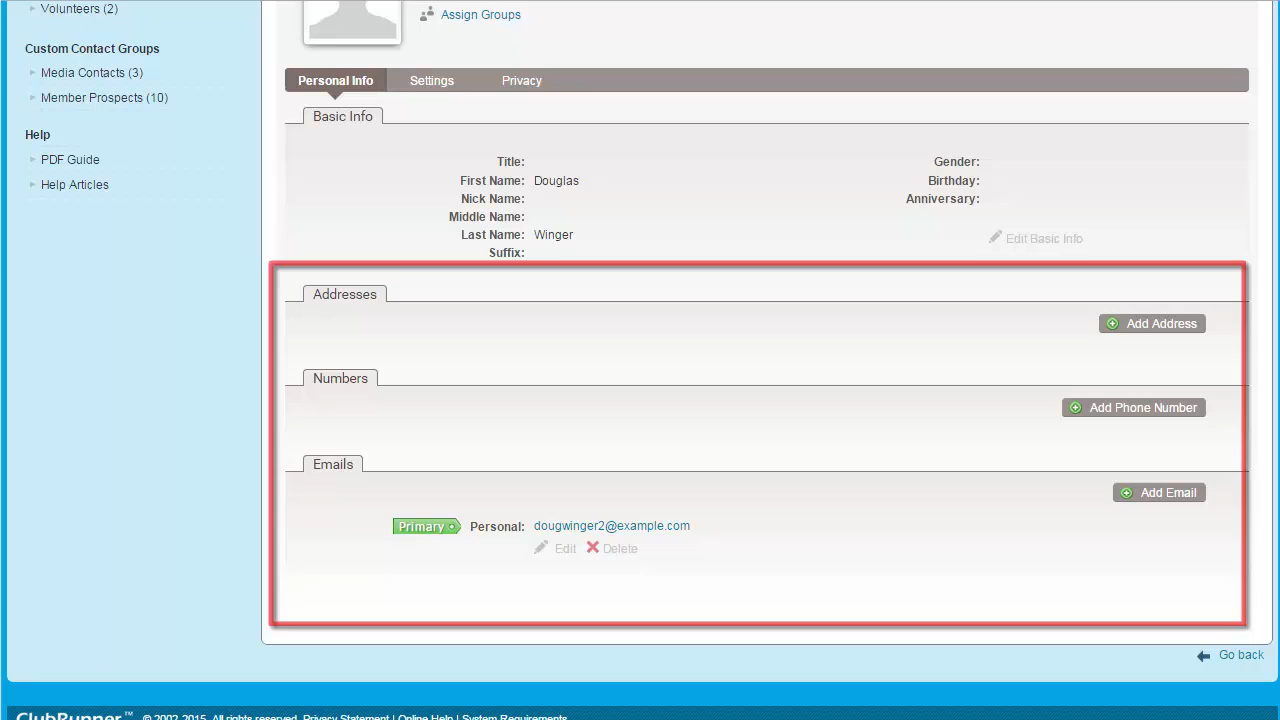 Volunteers (2)
Custom Contact Groups
Media Contacts (3)
Member Prospects (10)
Help
PDF Guide
Help Articles
Assign Groups
Personal Info Settings Privacy
Basic Info
Title:
First Name: Douglas
Nick Name:
Middle Name:
Last Name: Winger
Suffix:
Gender:
Birthday:
Anniversary:
Edit Basic Info
Addresses
Add Address
Numbers
Add Phone Number
Emails
Add Email
Primary Personal: dougwinger2@example.com
Edit Delete
Go back
ClubRunner™ © 2002-2015. All rights reserved. Privacy Statement | Online Help | System Requirements